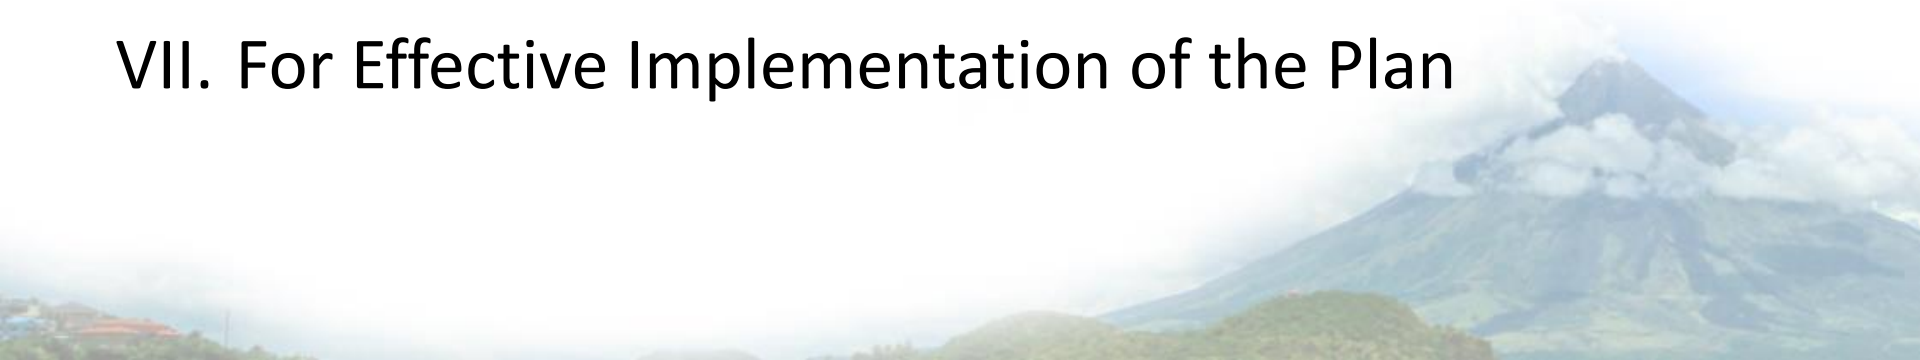 VII. For Effective Implementation of the Plan